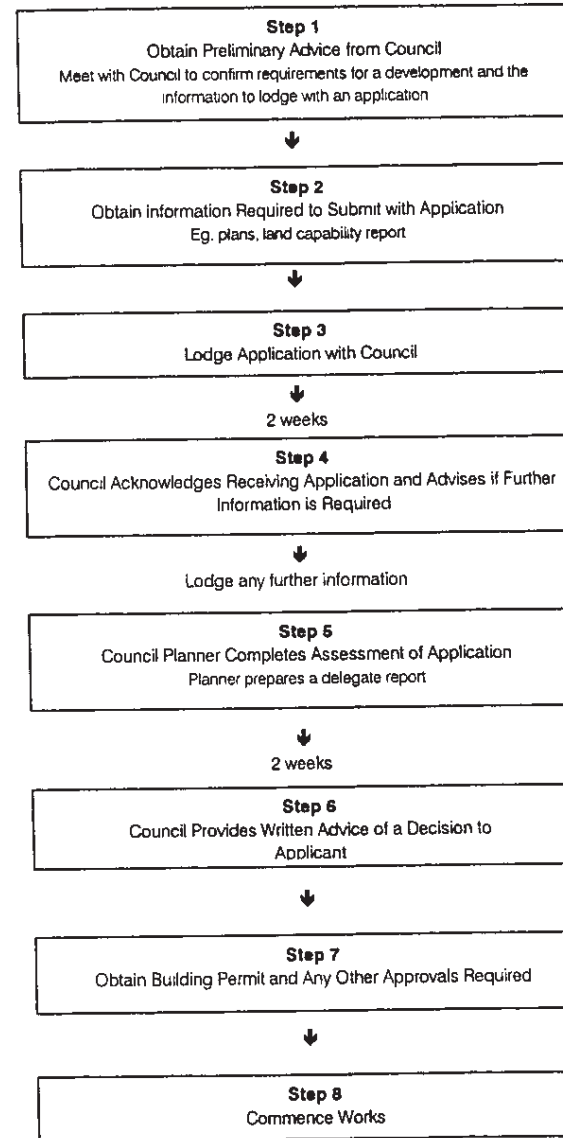 Step 1
Obtain Preliminary Advice from Council
Meet with Council to confirm requirements for a development and the
information to lodge with an application
Step 2
Obtain information Required to Submit with Application
Eg. plans, land capability report
Step 3
Lodge Application with Council
2 weeks
Step 4
Council Acknowledges Receiving Application and Advises if Further
Information is Required
Lodge any further information
Step 5
Council Planner Completes Assessment of Application
Planner prepares a delegate report
2 weeks
Step 6
Council Provides Written Advice of a Decision to
Applicant
Step 7
Obtain Building Permit and Any Other Approvals Required
Step 8
Commence Works